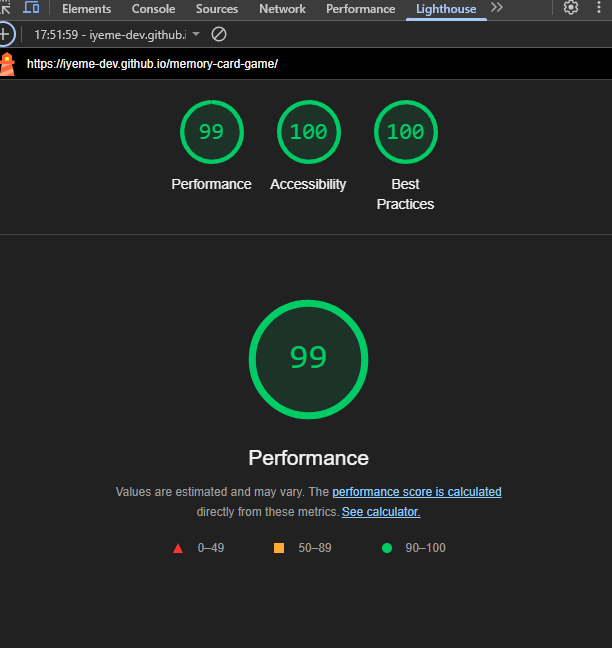 Elements Console Sources Network Performance Lighthouse
17:51:59 - iyeme-dev.github.i
https://iyeme-dev.github.io/memory-card-game/
99 100 100
Performance Accessibility Best
Practices
99
Performance
Values are estimated and may vary. The performance score is calculated
directly from these metrics. See calculator.
0–49 50–89 90–100